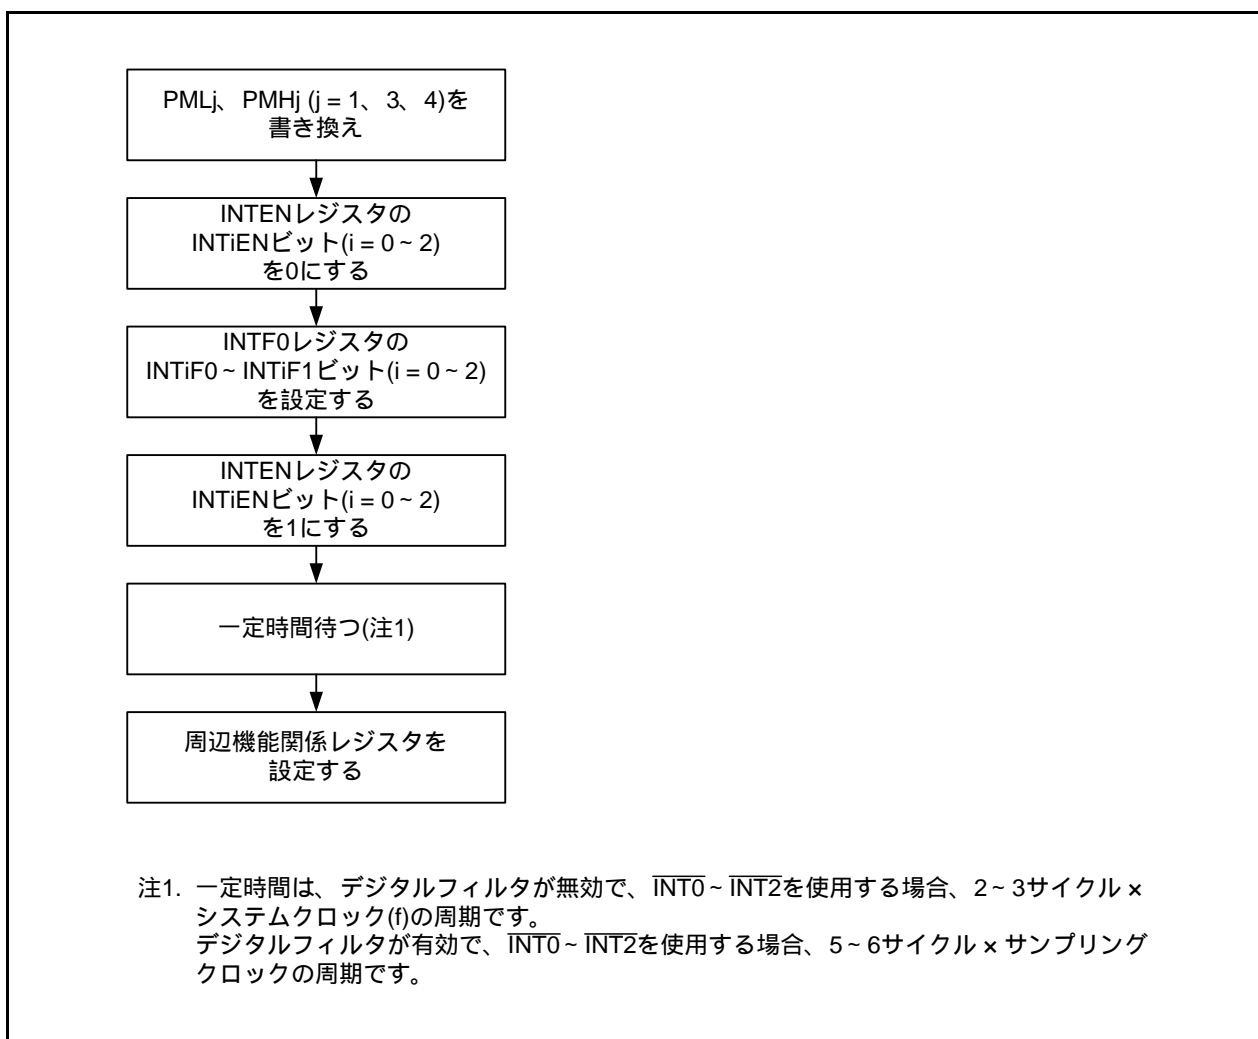 PMLj、PMHj (j = 1、3、4)を
書き換え
INTENレジスタの
INTiENビット(i = 0 ~ 2)
を0にする
INTF0レジスタの
INTiF0 ~ INTiF1ビット(i = 0 ~ 2)
を設定する
INTENレジスタの
INTiENビット(i = 0 ~ 2)
を1にする
一定時間待つ(注1)
周辺機能関係レジスタを
設定する
注1. 一定時間は、デジタルフィルタが無効で、INT0 ~ INT2を使用する場合、2 ~ 3サイクル ×
システムクロック(f)の周期です。
デジタルフィルタが有効で、INT0 ~ INT2を使用する場合、5 ~ 6サイクル × サンプリング
クロックの周期です。